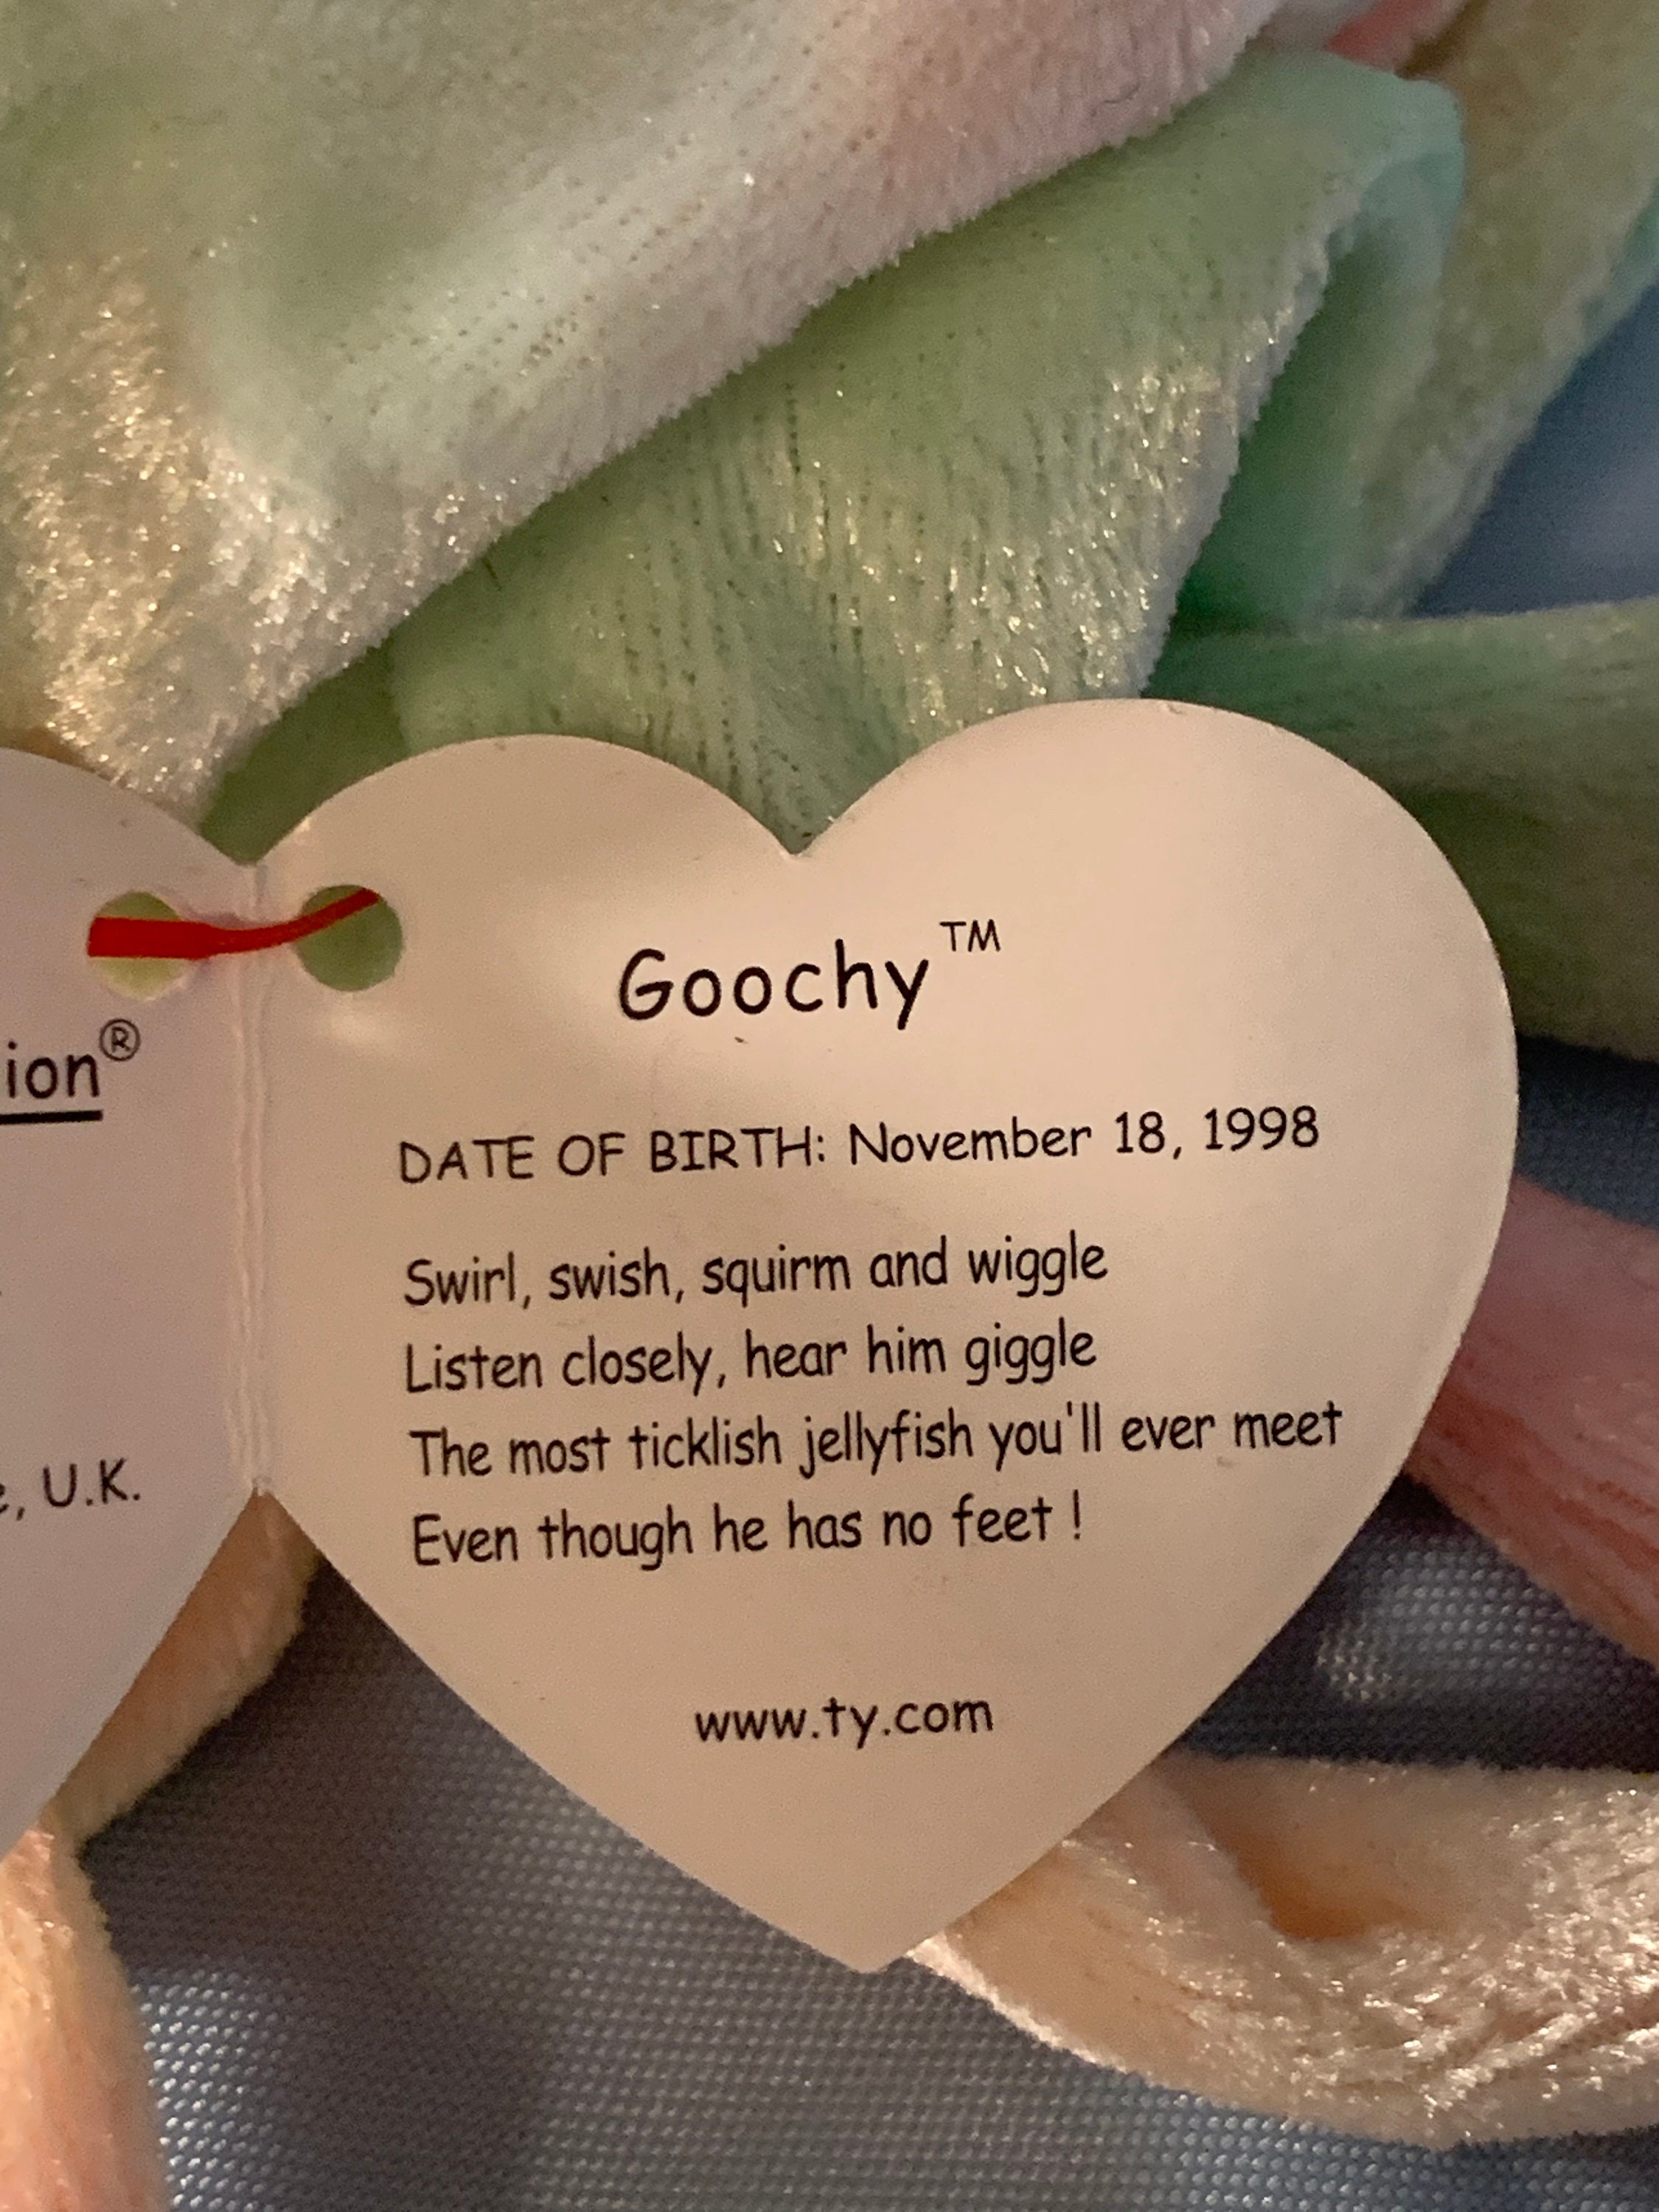 ion®
e, U.K.
Goochy™
DATE OF BIRTH: November 18, 1998
Swirl, swish, squirm and wiggle
Listen closely, hear him giggle
The most ticklish jellyfish you'll ever meet
Even though he has no feet !
www.ty.com